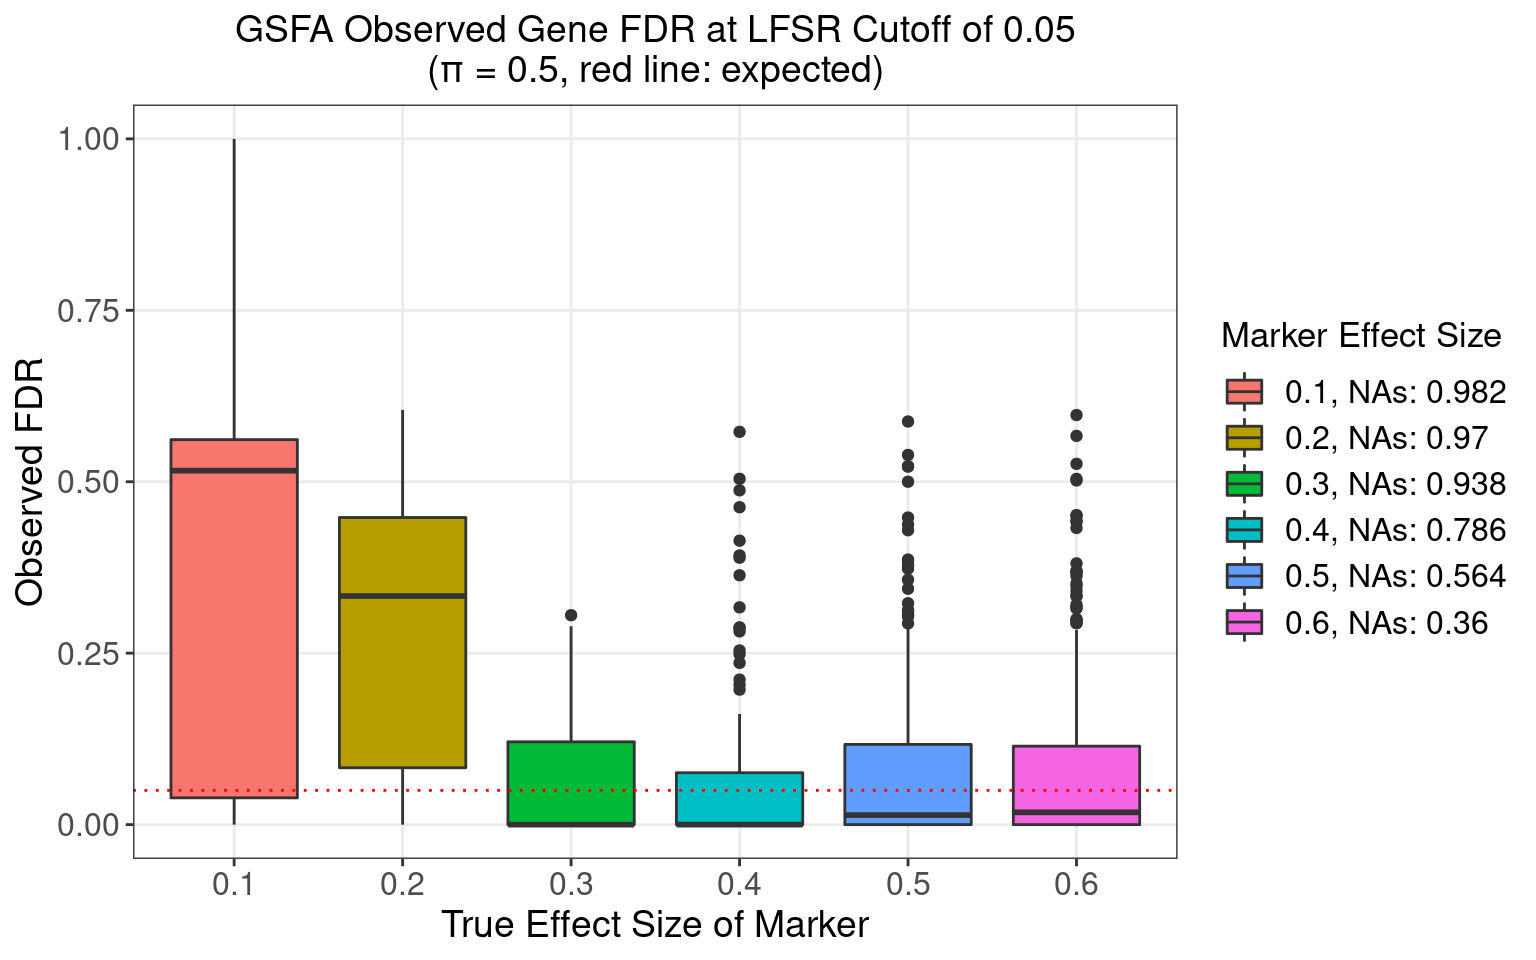 GSFA Observed Gene FDR at LFSR Cutoff of 0.05
(π = 0.5, red line: expected)
Observed FDR
1.00
0.75
0.50
0.25
0.00
0.1 0.2 0.3 0.4 0.5 0.6
True Effect Size of Marker
Marker Effect Size
0.1, NAs: 0.982
0.2, NAs: 0.97
0.3, NAs: 0.938
0.4, NAs: 0.786
0.5, NAs: 0.564
0.6, NAs: 0.36